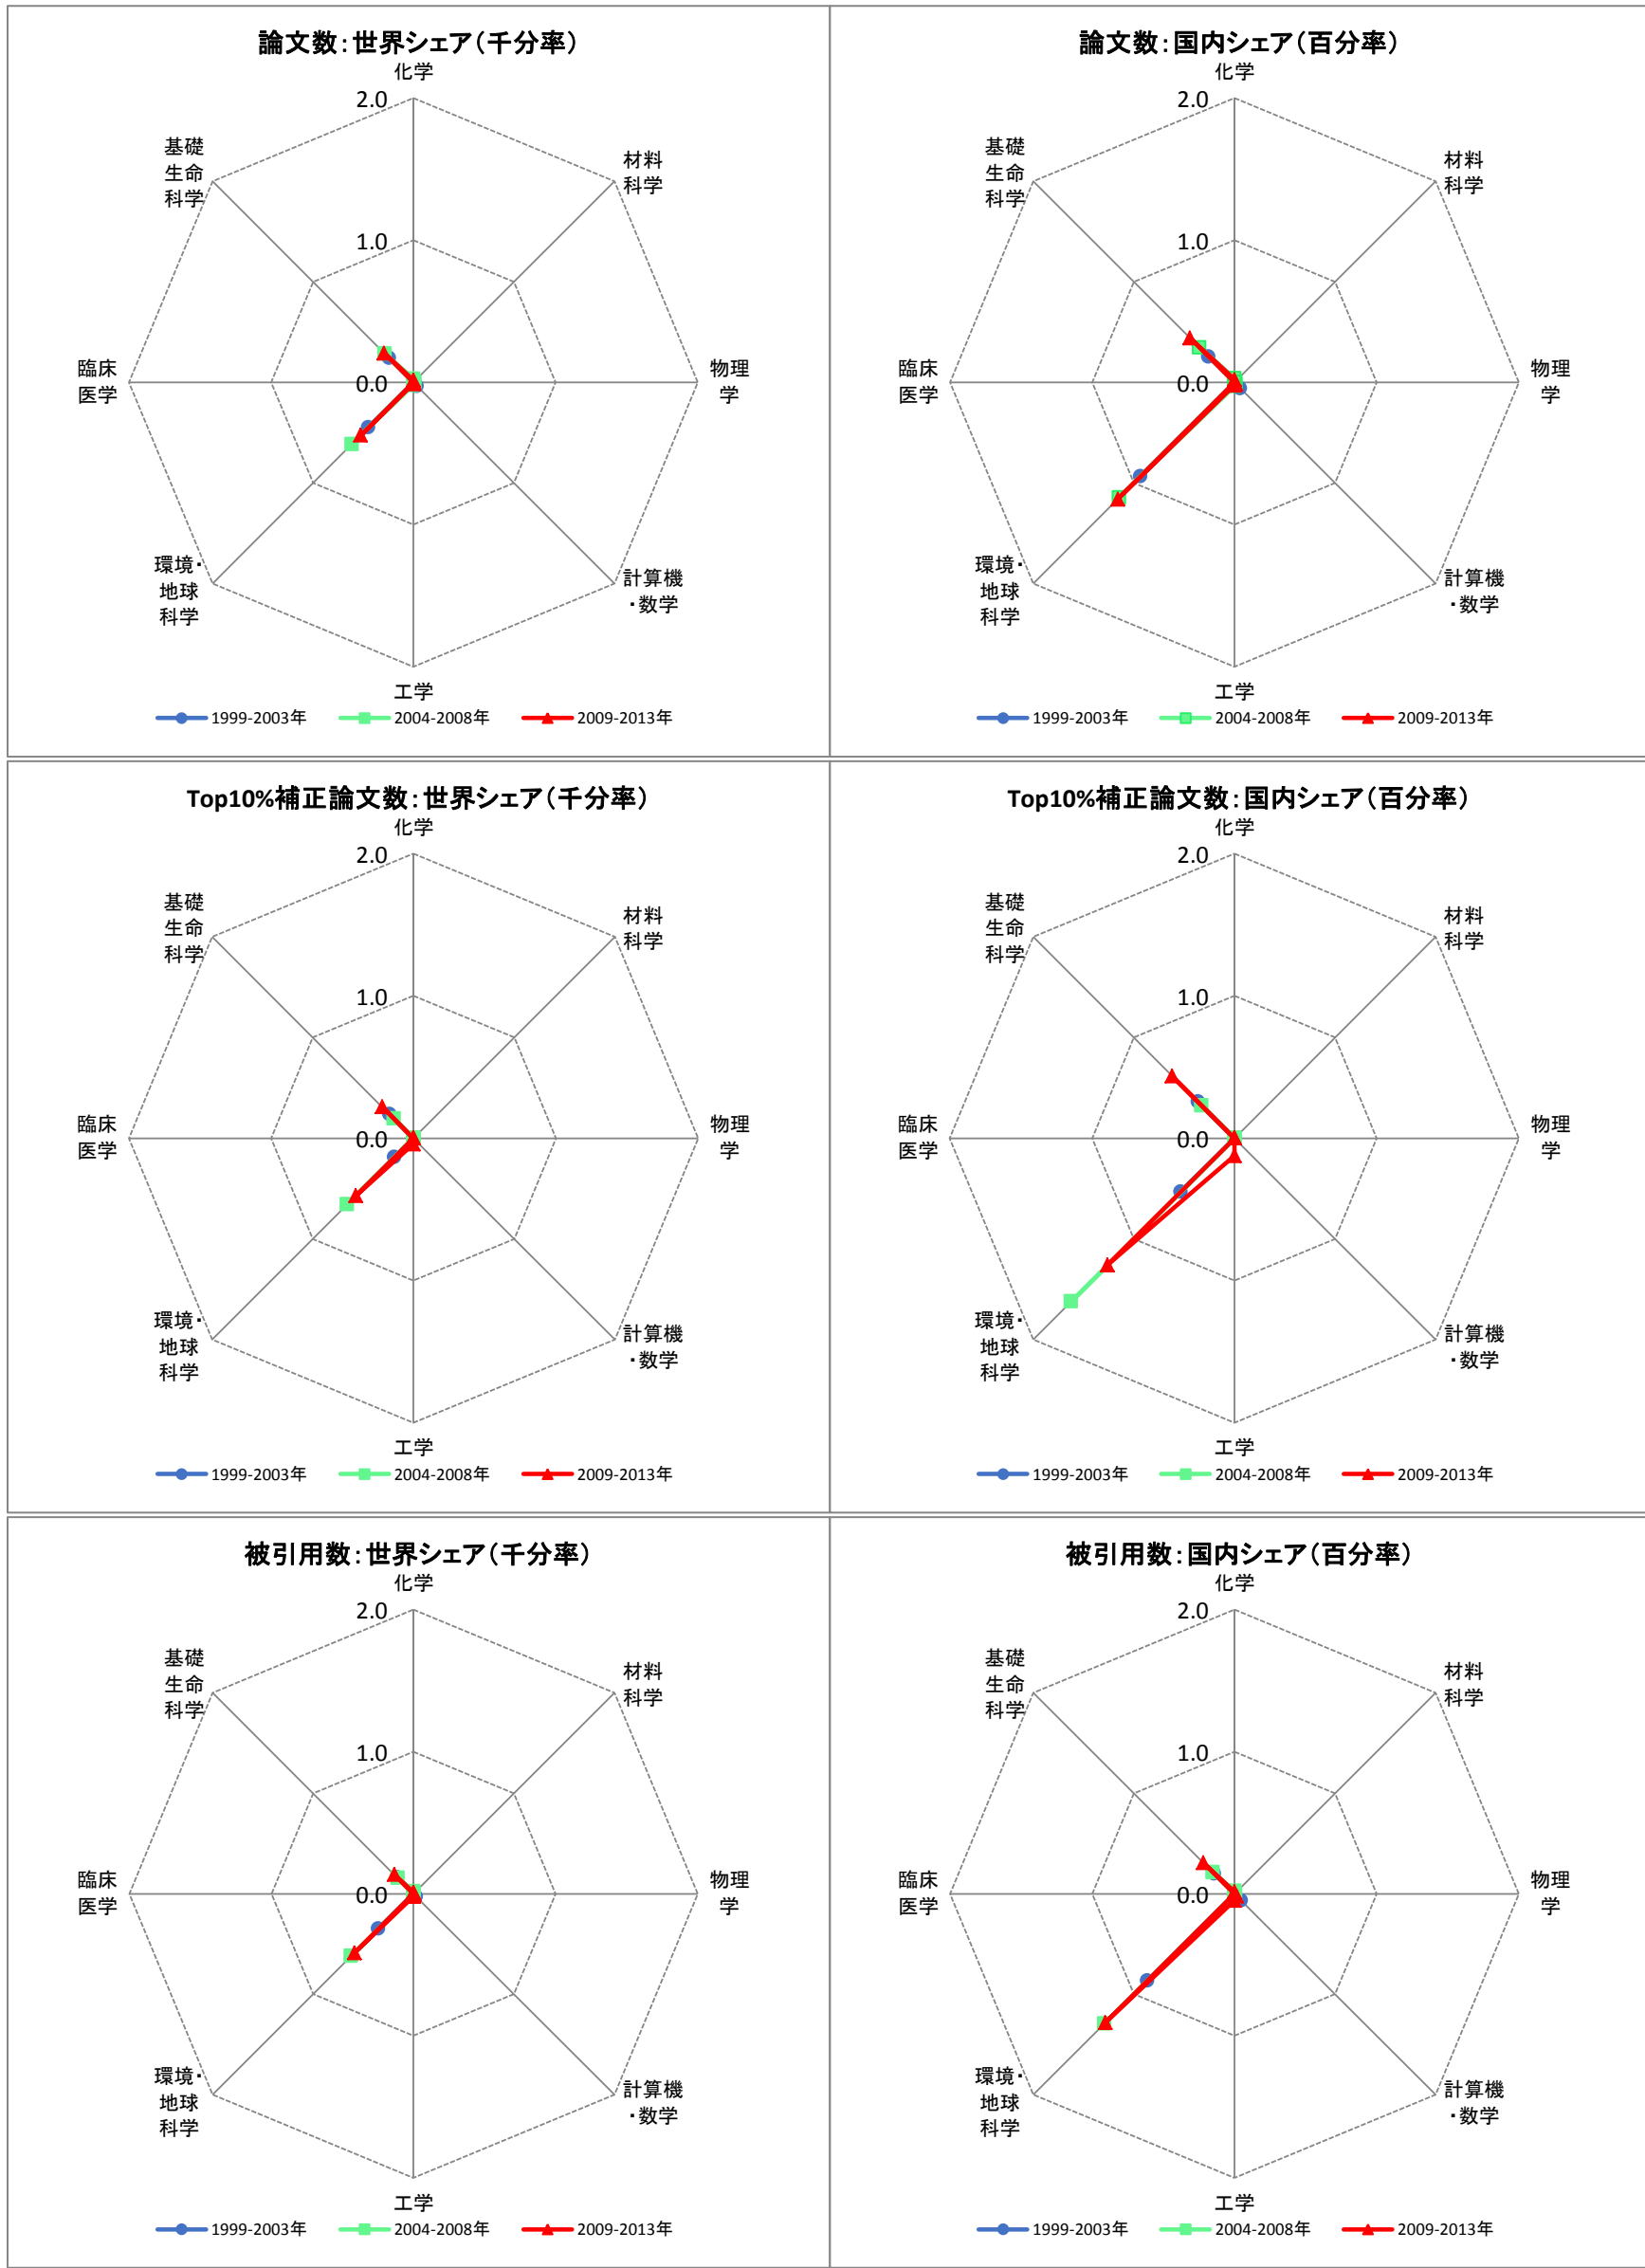 論文数：世界シェア（千分率）
化学
2.0
基礎
生命
科学
材料
科学
1.0
臨床
医学
0.0
物理
学
環境・
地球
科学
計算機
・数学
工学
1999-2003年 2004-2008年 2009-2013年
論文数：国内シェア（百分率）
化学
2.0
基礎
生命
科学
材料
科学
1.0
臨床
医学
0.0
物理
学
環境・
地球
科学
計算機
・数学
工学
1999-2003年 2004-2008年 2009-2013年
Top10%補正論文数：世界シェア（千分率）
化学
2.0
基礎
生命
科学
材料
科学
1.0
臨床
医学
0.0
物理
学
環境・
地球
科学
計算機
・数学
工学
1999-2003年 2004-2008年 2009-2013年
Top10%補正論文数：国内シェア（百分率）
化学
2.0
基礎
生命
科学
材料
科学
1.0
臨床
医学
0.0
物理
学
環境・
地球
科学
計算機
・数学
工学
1999-2003年 2004-2008年 2009-2013年
被引用数：世界シェア（千分率）
化学
2.0
基礎
生命
科学
材料
科学
1.0
臨床
医学
0.0
物理
学
環境・
地球
科学
計算機
・数学
工学
1999-2003年 2004-2008年 2009-2013年
被引用数：国内シェア（百分率）
化学
2.0
基礎
生命
科学
材料
科学
1.0
臨床
医学
0.0
物理
学
環境・
地球
科学
計算機
・数学
工学
1999-2003年 2004-2008年 2009-2013年